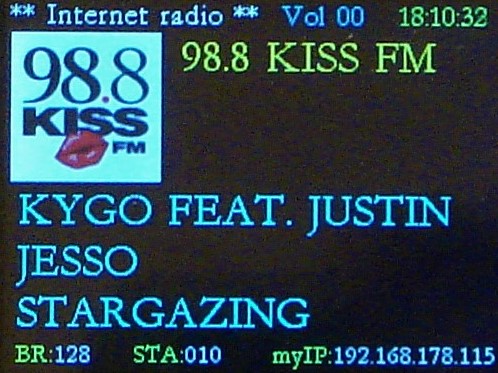 ** Internet radio ** Vol 00 18:10:32
98.8 KISS FM
98.8
KISS
FM
KYGO FEAT. JUSTIN
JESSO
STARGAZING
BR:128 STA:010 myIP:192.168.178.115